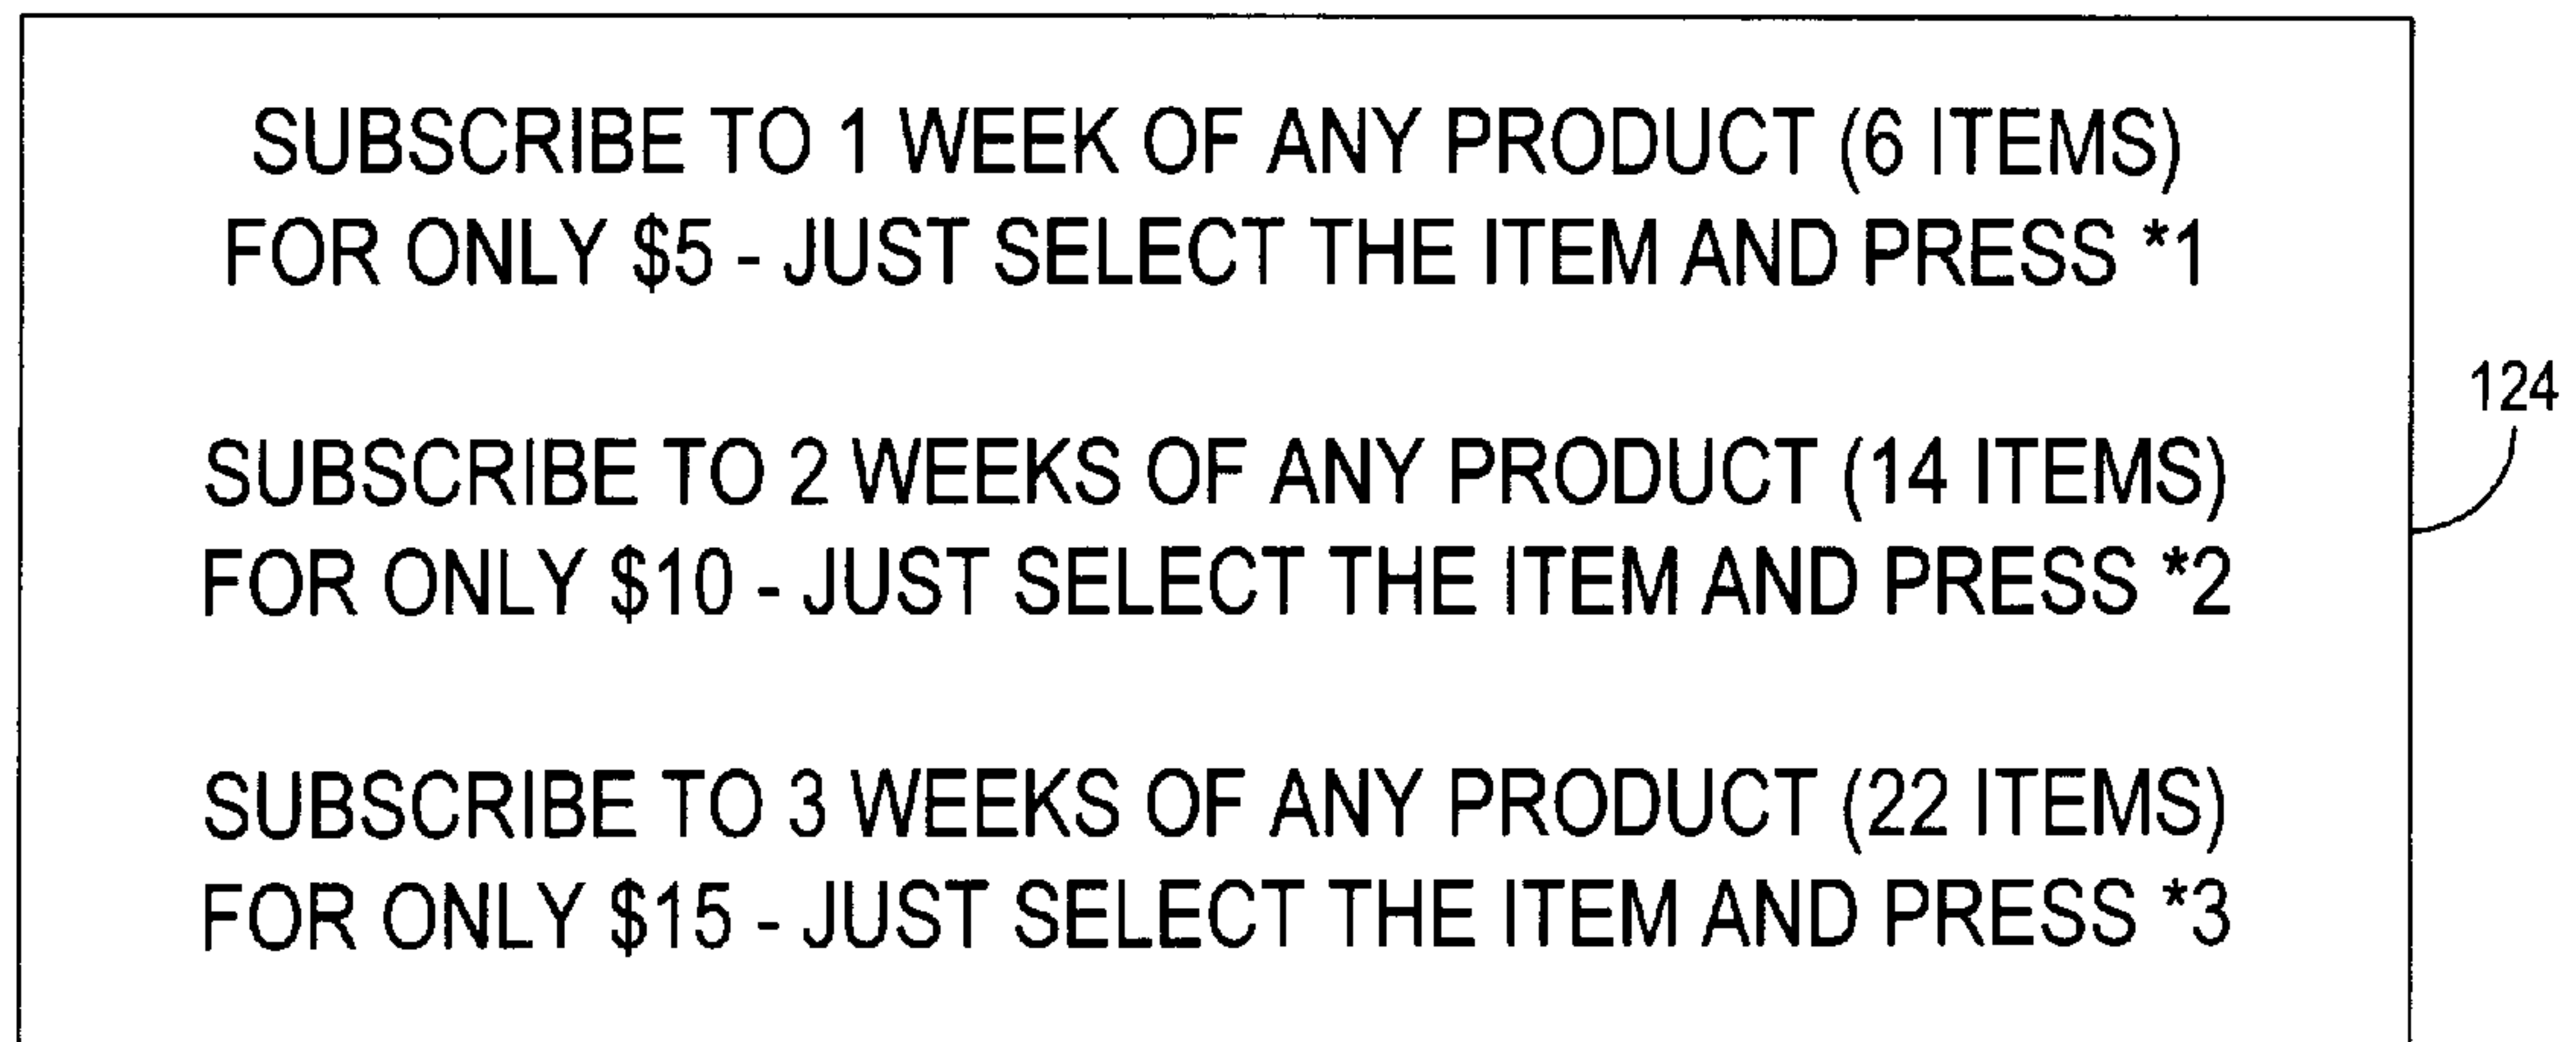 SUBSCRIBE TO 1 WEEK OF ANY PRODUCT (6 ITEMS)
FOR ONLY $5 - JUST SELECT THE ITEM AND PRESS *1
124
SUBSCRIBE TO 2 WEEKS OF ANY PRODUCT (14 ITEMS)
FOR ONLY $10 - JUST SELECT THE ITEM AND PRESS *2
SUBSCRIBE TO 3 WEEKS OF ANY PRODUCT (22 ITEMS)
FOR ONLY $15 - JUST SELECT THE ITEM AND PRESS *3